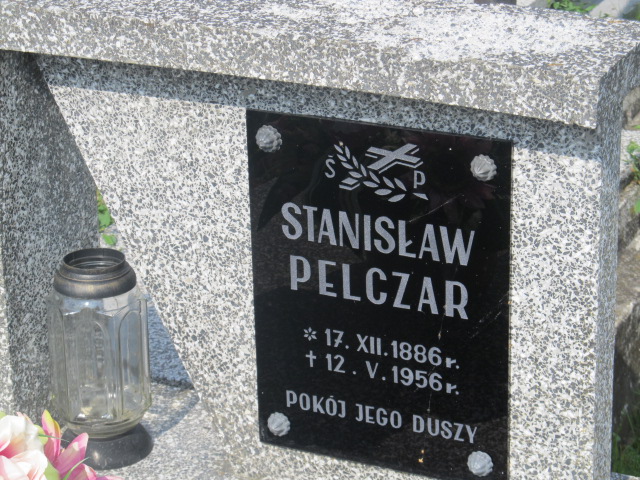 Ś P
STANISŁAW
PELCZAR
* 17. XII. 1886 r.
† 12. V. 1956 r.
POKÓJ JEGO DUSZY